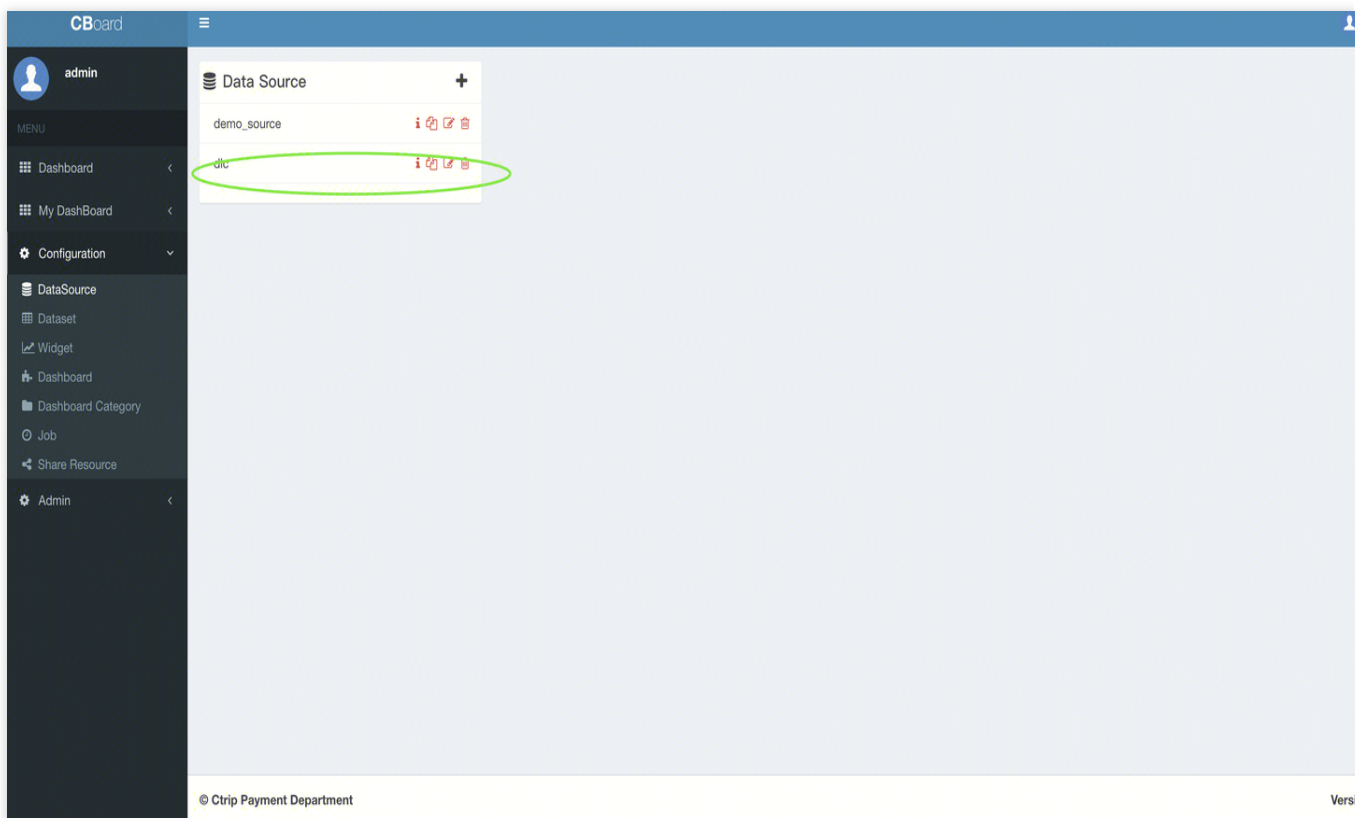 CBoard
admin
MENU
Dashboard
My DashBoard
Configuration
DataSource
Dataset
Widget
Dashboard
Dashboard Category
Job
Share Resource
Admin
Data Source
demo_source
dlc
© Ctrip Payment Department
Versi